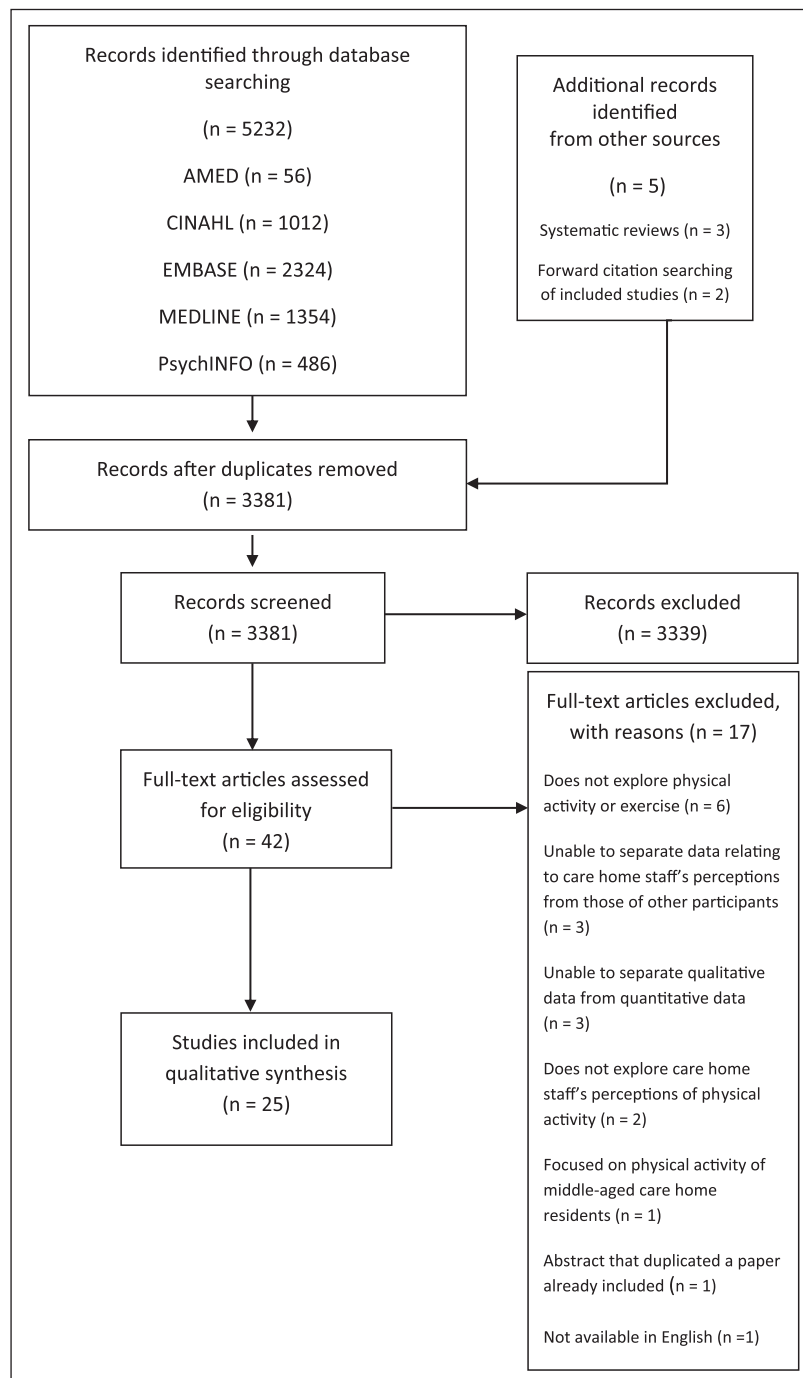 Records identified through database
searching
(n = 5232)
AMED (n = 56)
CINAHL (n = 1012)
EMBASE (n = 2324)
MEDLINE (n = 1354)
PsychINFO (n = 486)
Additional records
identified
from other sources
(n = 5)
Systematic reviews (n = 3)
Forward citation searching
of included studies (n = 2)
Records after duplicates removed
(n = 3381)
Records screened
(n = 3381)
Records excluded
(n = 3339)
Full-text articles assessed
for eligibility
(n = 42)
Full-text articles excluded,
with reasons (n = 17)
Does not explore physical
activity or exercise (n = 6)
Unable to separate data relating
to care home staff’s perceptions
from those of other participants
(n = 3)
Unable to separate qualitative
data from quantitative data
(n = 3)
Does not explore care home
staff’s perceptions of physical
activity (n = 2)
Focused on physical activity of
middle-aged care home
residents (n = 1)
Abstract that duplicated a paper
already included (n = 1)
Not available in English (n =1)
Studies included in
qualitative synthesis
(n = 25)